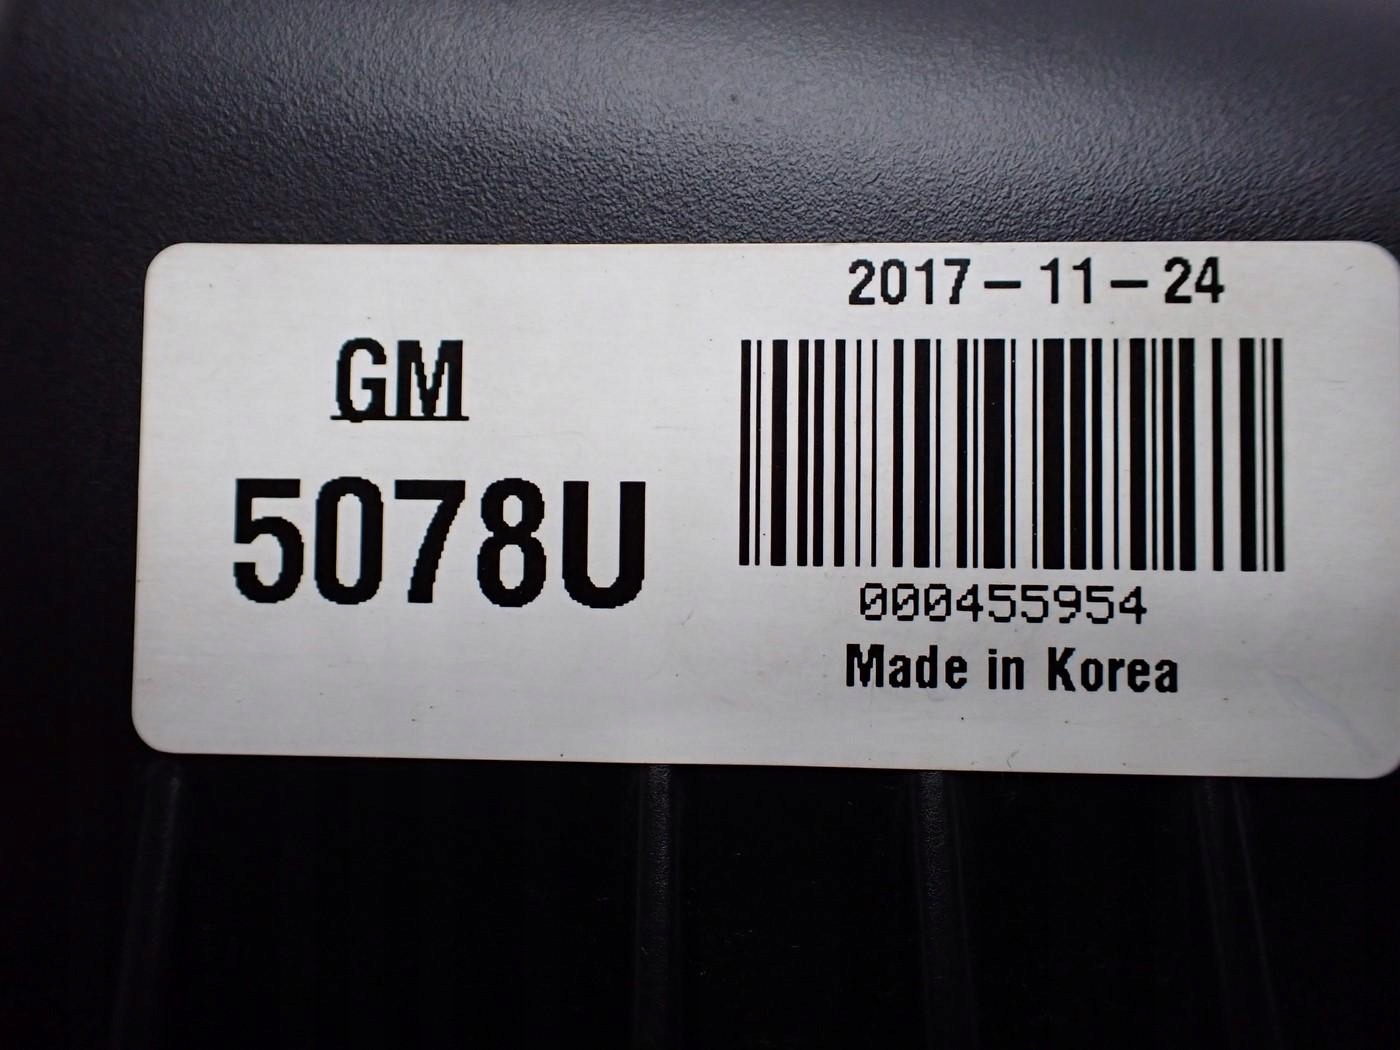 GM
5078U
2017-11-24
000455954
Made in Korea